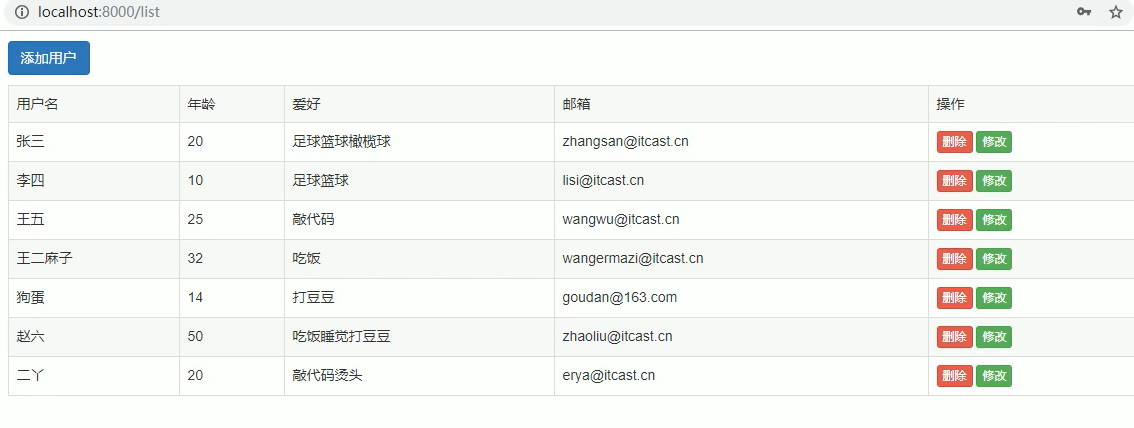 localhost:8000/list
添加用户
用户名 年龄 爱好 邮箱 操作
张三 20 足球篮球橄榄球 zhangsan@itcast.cn 删除 修改
李四 10 足球篮球 lisi@itcast.cn 删除 修改
王五 25 敲代码 wangwu@itcast.cn 删除 修改
王二麻子 32 吃饭 wangermazi@itcast.cn 删除 修改
狗蛋 14 打豆豆 goudan@163.com 删除 修改
赵六 50 吃饭睡觉打豆豆 zhaoliu@itcast.cn 删除 修改
二丫 20 敲代码烫头 erya@itcast.cn 删除 修改